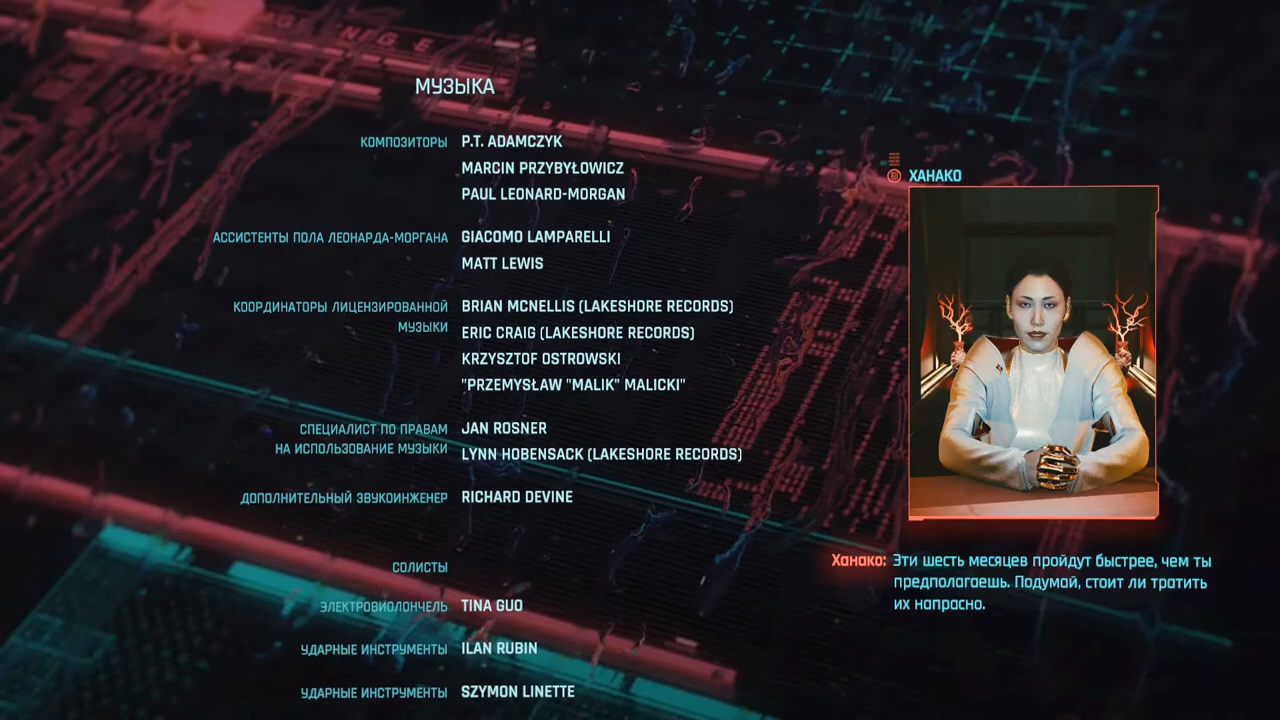 МУЗЫКА
КОМПОЗИТОРЫ P.T. ADAMCZYK
MARCIN PRZYBYŁOWICZ
PAUL LEONARD-MORGAN
АССИСТЕНТЫ ПОЛА ЛЕОНАРДА-МОРГАНА GIACOMO LAMPARELLI
MATT LEWIS
КООРДИНАТОРЫ ЛИЦЕНЗИРОВАННОЙ
МУЗЫКИ
BRIAN MCNELLIS (LAKESHORE RECORDS)
ERIC CRAIG (LAKESHORE RECORDS)
KRZYSZTOF OSTROWSKI
"PRZEMYSŁAW "MALIK" MALICKI"
СПЕЦИАЛИСТ ПО ПРАВАМ
НА ИСПОЛЬЗОВАНИЕ МУЗЫКИ
JAN ROSNER
LYNN HOBENSACK (LAKESHORE RECORDS)
ДОПОЛНИТЕЛЬНЫЙ ЗВУКОИНЖЕНЕР RICHARD DEVINE
СОЛИСТЫ
ЭЛЕКТРОВИОЛОНЧЕЛЬ TINA GUO
УДАРНЫЕ ИНСТРУМЕНТЫ ILAN RUBIN
УДАРНЫЕ ИНСТРУМЕНТЫ SZYMON LINETTE
ХАНАКО
Ханако: Эти шесть месяцев пройдут быстрее, чем ты
предполагаешь. Подумай, стоит ли тратить
их напрасно.